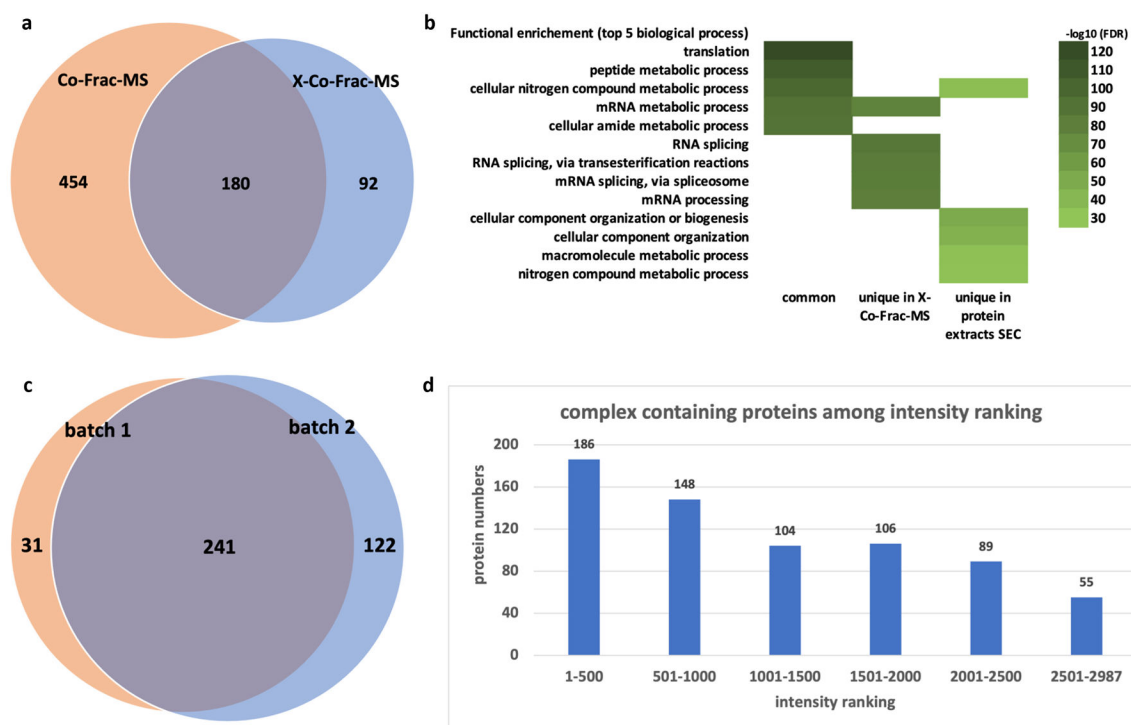 a
Co-Frac-MS
X-Co-Frac-MS
454
180
92
b
Functional enrichement (top 5 biological process)
translation
peptide metabolic process
cellular nitrogen compound metabolic process
mRNA metabolic process
cellular amide metabolic process
RNA splicing
RNA splicing, via transesterification reactions
mRNA splicing, via spliceosome
mRNA processing
cellular component organization or biogenesis
cellular component organization
macromolecule metabolic process
nitrogen compound metabolic process
common
unique in X-
Co-Frac-MS
unique in
protein
extracts SEC
-log10 (FDR)
120
110
100
90
80
70
60
50
40
30
c
batch 1
batch 2
31
241
122
d
complex containing proteins among intensity ranking
protein numbers
200
160
120
80
40
0
186
148
104
106
89
55
1-500
501-1000
1001-1500
1501-2000
2001-2500
2501-2987
intensity ranking